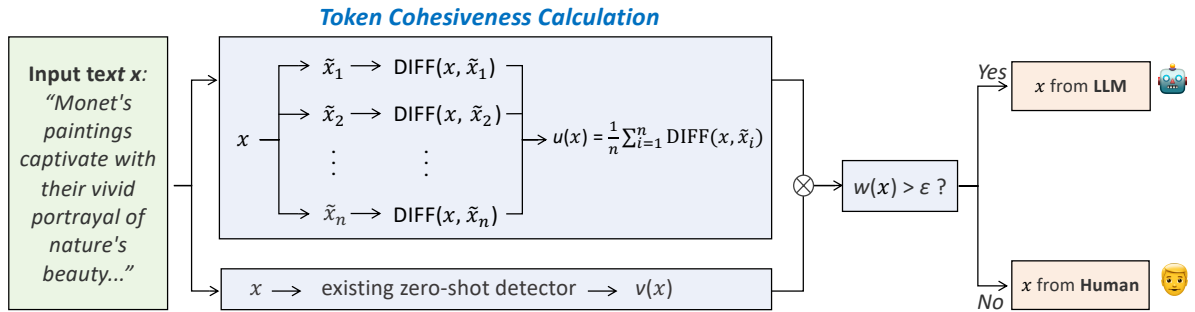 Token Cohesiveness Calculation
Input text x:
“Monet's
paintings
captivate with
their vivid
portrayal of
nature's
beauty...”
x
x̃₁ → DIFF(x, x̃₁)
x̃₂ → DIFF(x, x̃₂)
⋮ ⋮
x̃ₙ → DIFF(x, x̃ₙ)
u(x) = 1/n ∑ⁿᵢ₌₁ DIFF(x, x̃ᵢ)
x → existing zero-shot detector → v(x)
⊗
w(x) > ε ?
Yes
x from LLM
No
x from Human